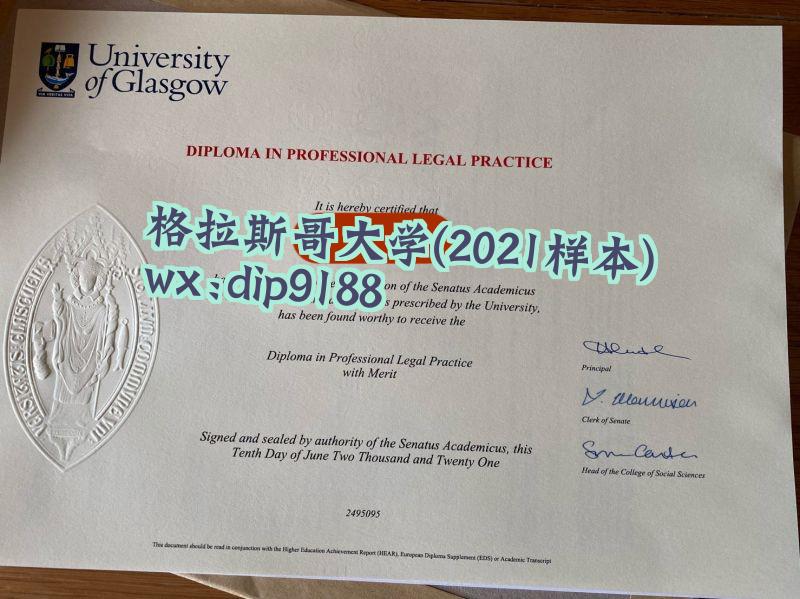 University
of Glasgow
VIA VERITAS VITA
DIPLOMA IN PROFESSIONAL LEGAL PRACTICE
It is hereby certified that
格拉斯哥大学(2021样本)
wx:dip9188
on of the Senatus Academicus
s prescribed by the University,
has been found worthy to receive the
Diploma in Professional Legal Practice
with Merit
Principal
Clerk of Senate
Signed and sealed by authority of the Senatus Academicus, this
Tenth Day of June Two Thousand and Twenty One
Head of the College of Social Sciences
2495095
This document should be read in conjunction with the Higher Education Achievement Report (HEAR), European Diploma Supplement (EDS) or Academic Transcript